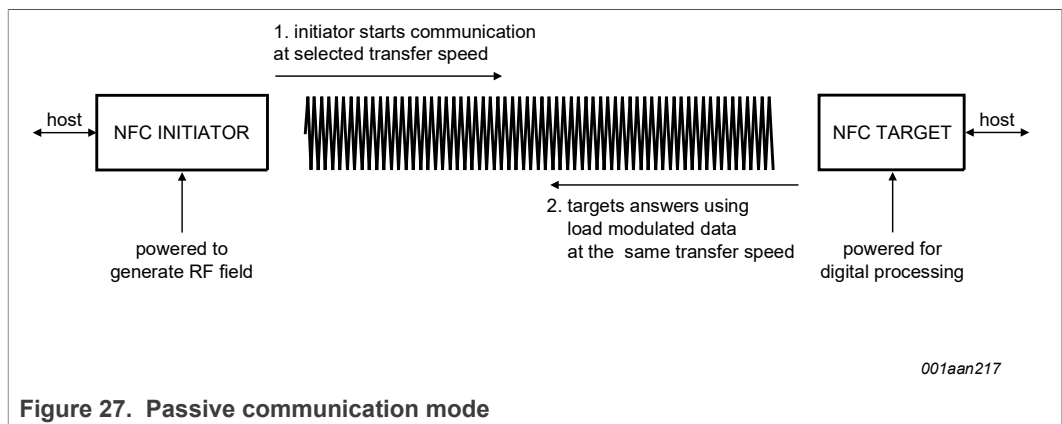 1. initiator starts communication
at selected transfer speed
host
NFC INITIATOR
NFC TARGET
host
2. targets answers using
load modulated data
at the same transfer speed
powered to
generate RF field
powered for
digital processing
001aan217
Figure 27. Passive communication mode